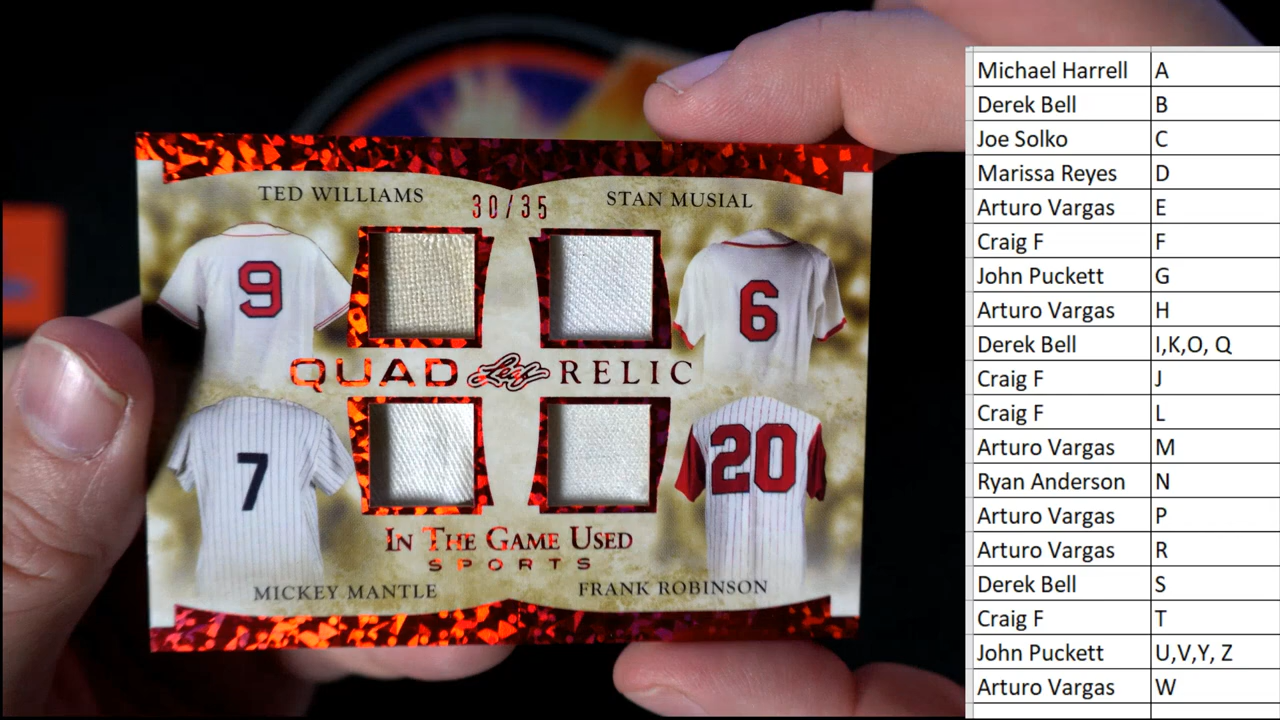 TED WILLIAMS
30/35
STAN MUSIAL
9
6
QUAD Leaf RELIC
7
20
IN THE GAME USED
SPORTS
MICKEY MANTLE
FRANK ROBINSON
Michael Harrell A
Derek Bell B
Joe Solko C
Marissa Reyes D
Arturo Vargas E
Craig F F
John Puckett G
Arturo Vargas H
Derek Bell I,K,O, Q
Craig F J
Craig F L
Arturo Vargas M
Ryan Anderson N
Arturo Vargas P
Arturo Vargas R
Derek Bell S
Craig F T
John Puckett U,V,Y, Z
Arturo Vargas W